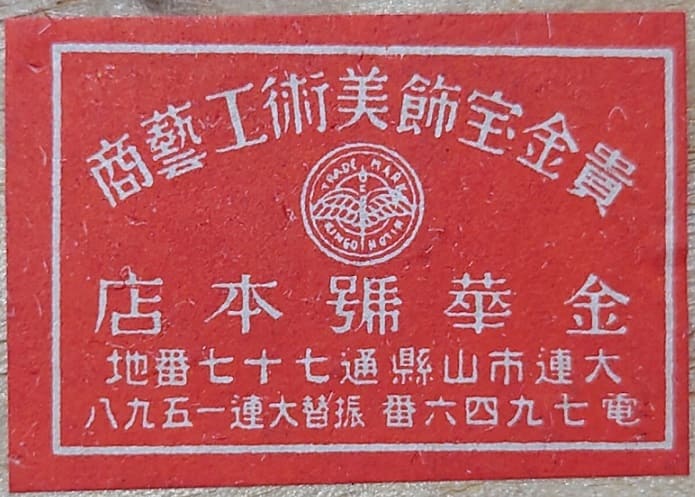 貴金宝飾美術工藝商
TRADE MARK
金華號本店
大連市山縣通七十七番地
電七九四六番 振替大連一五九八